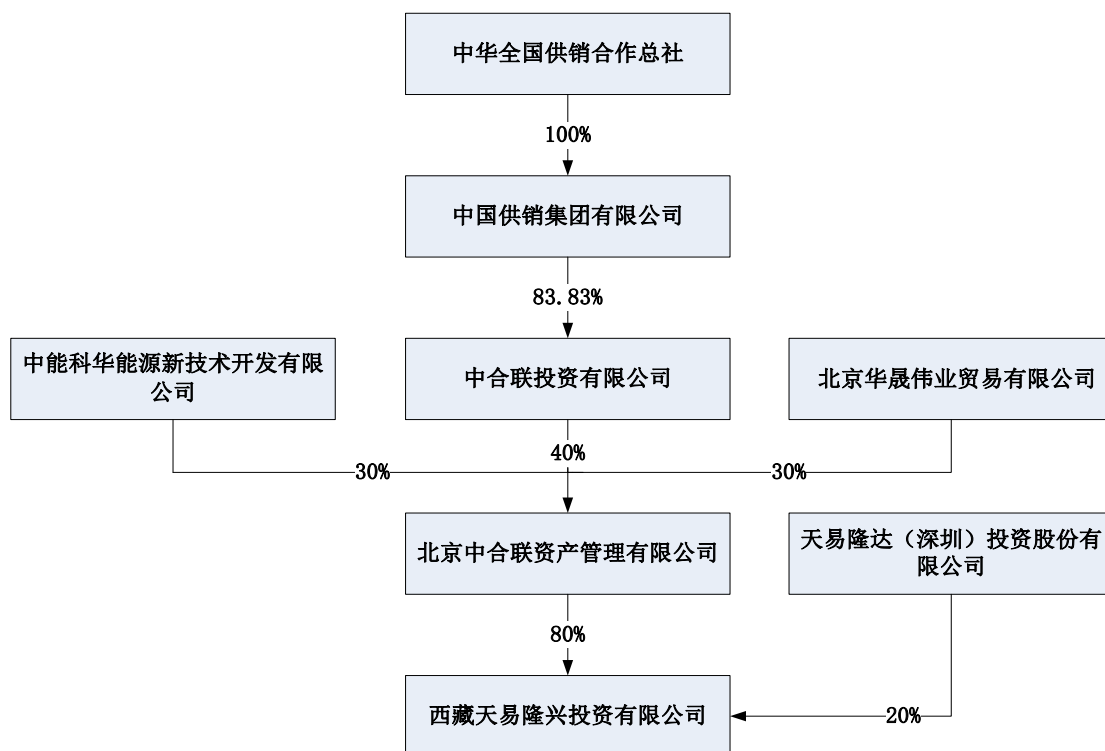 中华全国供销合作总社
100%
中国供销集团有限公司
83.83%
中能科华能源新技术开发有限
公司
中合联投资有限公司
北京华晟伟业贸易有限公司
40%
30%
30%
北京中合联资产管理有限公司
天易隆达（深圳）投资股份有
限公司
80%
西藏天易隆兴投资有限公司
20%